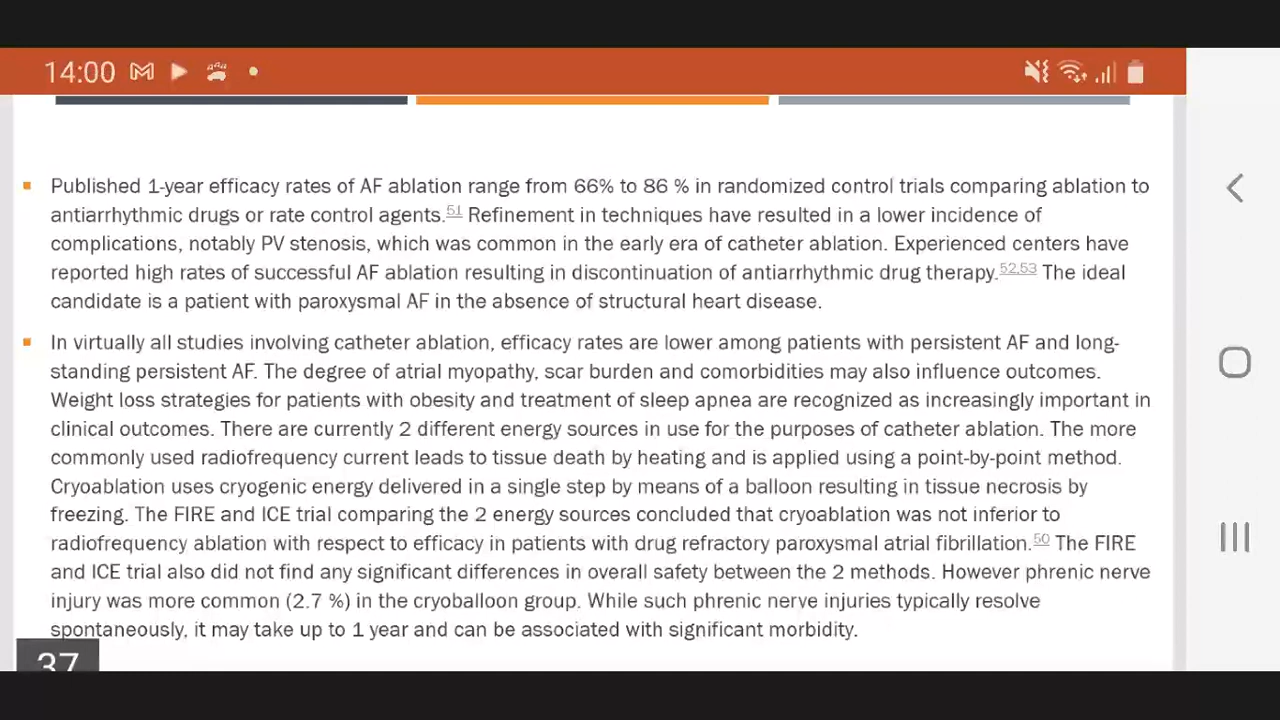 14:00
Published 1-year efficacy rates of AF ablation range from 66% to 86 % in randomized control trials comparing ablation to
antiarrhythmic drugs or rate control agents.51 Refinement in techniques have resulted in a lower incidence of
complications, notably PV stenosis, which was common in the early era of catheter ablation. Experienced centers have
reported high rates of successful AF ablation resulting in discontinuation of antiarrhythmic drug therapy.52,53 The ideal
candidate is a patient with paroxysmal AF in the absence of structural heart disease.
In virtually all studies involving catheter ablation, efficacy rates are lower among patients with persistent AF and long-
standing persistent AF. The degree of atrial myopathy, scar burden and comorbidities may also influence outcomes.
Weight loss strategies for patients with obesity and treatment of sleep apnea are recognized as increasingly important in
clinical outcomes. There are currently 2 different energy sources in use for the purposes of catheter ablation. The more
commonly used radiofrequency current leads to tissue death by heating and is applied using a point-by-point method.
Cryoablation uses cryogenic energy delivered in a single step by means of a balloon resulting in tissue necrosis by
freezing. The FIRE and ICE trial comparing the 2 energy sources concluded that cryoablation was not inferior to
radiofrequency ablation with respect to efficacy in patients with drug refractory paroxysmal atrial fibrillation.50 The FIRE
and ICE trial also did not find any significant differences in overall safety between the 2 methods. However phrenic nerve
injury was more common (2.7 %) in the cryoballoon group. While such phrenic nerve injuries typically resolve
spontaneously, it may take up to 1 year and can be associated with significant morbidity.
37